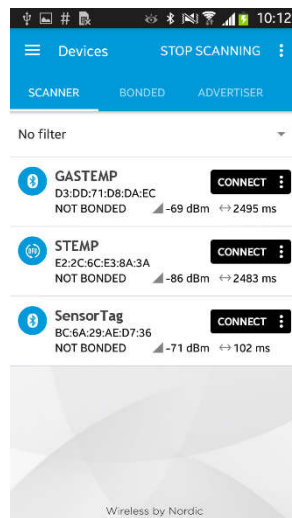 # 10:12
Devices STOP SCANNING
SCANNER BONDED ADVERTISER
No filter
GASTEMP
CONNECT
D3:DD:71:D8:DA:EC
NOT BONDED -69 dBm ↔2495 ms
STEMP
CONNECT
E2:2C:6C:E3:8A:3A
NOT BONDED -86 dBm ↔2483 ms
SensorTag
CONNECT
BC:6A:29:AE:D7:36
NOT BONDED -71 dBm ↔102 ms
Wireless by Nordic